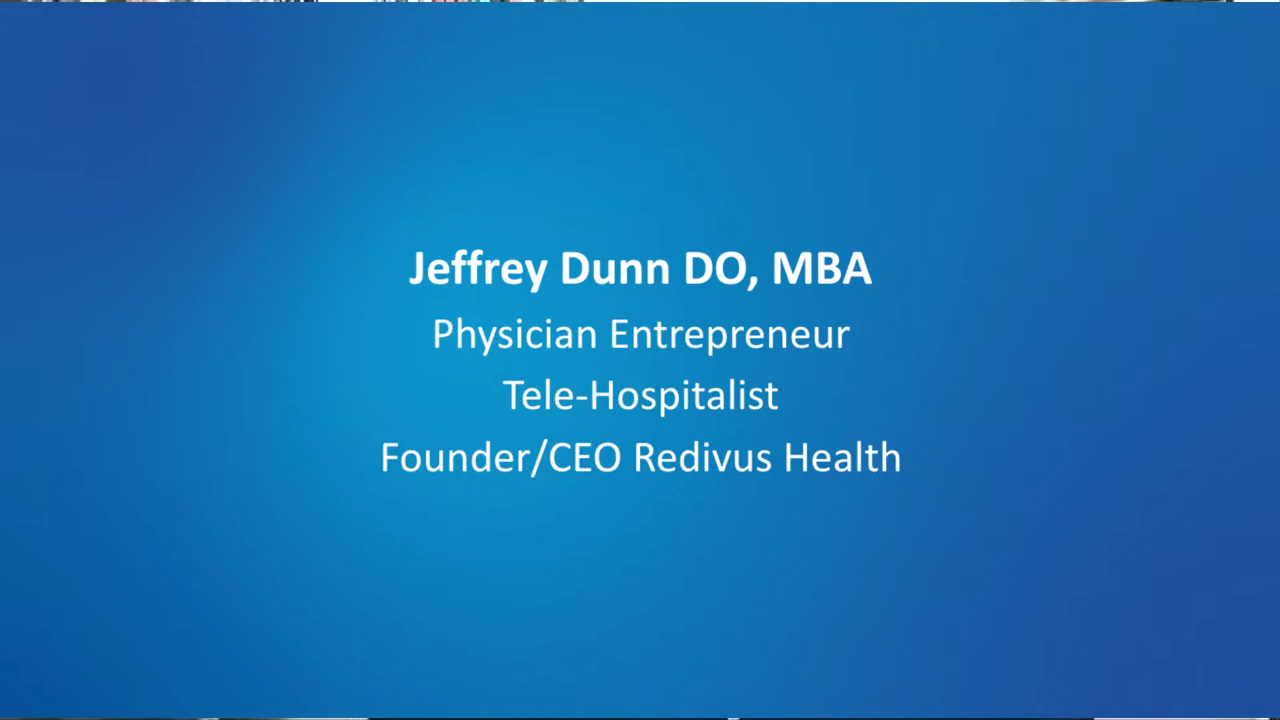 Jeffrey Dunn DO, MBA
Physician Entrepreneur
Tele-Hospitalist
Founder/CEO Redivus Health